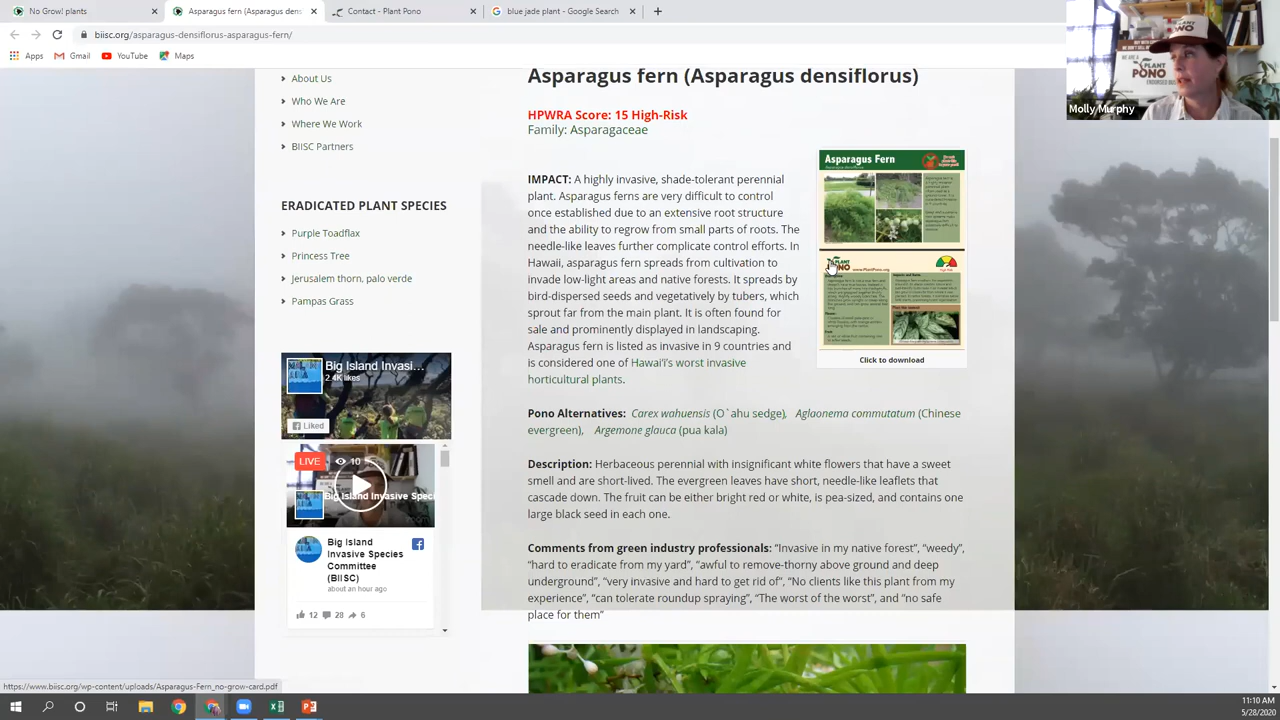 No Grow! plants
Asparagus fern (Asparagus dens
Contact - Plant Pono
blue jade plant - Google Search
biisc.org/asparagus-densiflorus-asparagus-fern/
Apps
Gmail
YouTube
Maps
PLANT
PONO
Molly Murphy
About Us
Who We Are
Where We Work
BIISC Partners
ERADICATED PLANT SPECIES
Purple Toadflax
Princess Tree
Jerusalem thorn, palo verde
Pampas Grass
Big Island Invasi...
2.4K likes
Liked
LIVE
10
Big Island Invasive Speci
Big Island
Invasive Species
Committee
(BIISC)
about an hour ago
12
28
6
Asparagus fern (Asparagus densiflorus)
HPWRA Score: 15 High-Risk
Family: Asparagaceae
IMPACT: A highly invasive, shade-tolerant perennial
plant. Asparagus ferns are very difficult to control
once established due to an extensive root structure
and the ability to regrow from small parts of roots. The
needle-like leaves further complicate control efforts. In
Hawaii, asparagus fern spreads from cultivation to
invade low-light areas and native forests. It spreads by
bird-dispersed seeds and vegetatively by tubers, which
sprout far from the main plant. It is often found for
sale and prominently displayed in landscaping.
Asparagus fern is listed as invasive in 9 countries and
is considered one of Hawai'i's worst invasive
horticultural plants.
Asparagus Fern
www.PlantPono.org
Click to download
Pono Alternatives: Carex wahuensis (O`ahu sedge), Aglaonema commutatum (Chinese
evergreen), Argemone glauca (pua kala)
Description: Herbaceous perennial with insignificant white flowers that have a sweet
smell and are short-lived. The evergreen leaves have short, needle-like leaflets that
cascade down. The fruit can be either bright red or white, is pea-sized, and contains one
large black seed in each one.
Comments from green industry professionals: “Invasive in my native forest”, “weedy”,
“hard to eradicate from my yard”, “awful to remove-thorny above ground and deep
underground”, “very invasive and hard to get rid of”, “No clients like this plant from my
experience”, “can tolerate roundup spraying”, “The worst of the worst”, and “no safe
place for them”
https://www.biisc.org/wp-content/uploads/Asparagus-Fern_no-grow-card.pdf
11:10 AM
5/28/2020